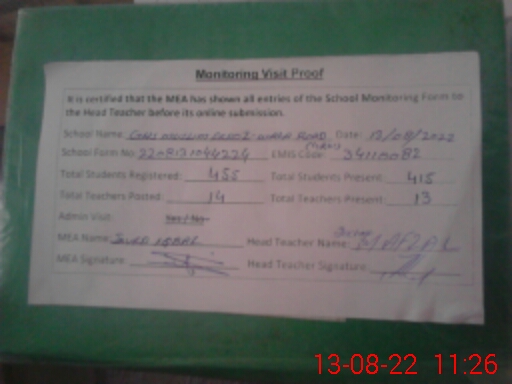 Monitoring Visit Proof
It is certified that the MEA has shown all entries of the School Monitoring Form to
the Head Teacher before its online submission.
School Name: ROAD Date: 13/08/2022
School Form No: EMIS Code: 34110082
Total Students Registered: 455 Total Students Present: 415
Total Teachers Posted: 14 Total Teachers Present: 13
Admin Visit: Yes / No
MEA Name: JAVED IQBAL Head Teacher Name:
MEA Signature: Head Teacher Signature:
13-08-22 11:26